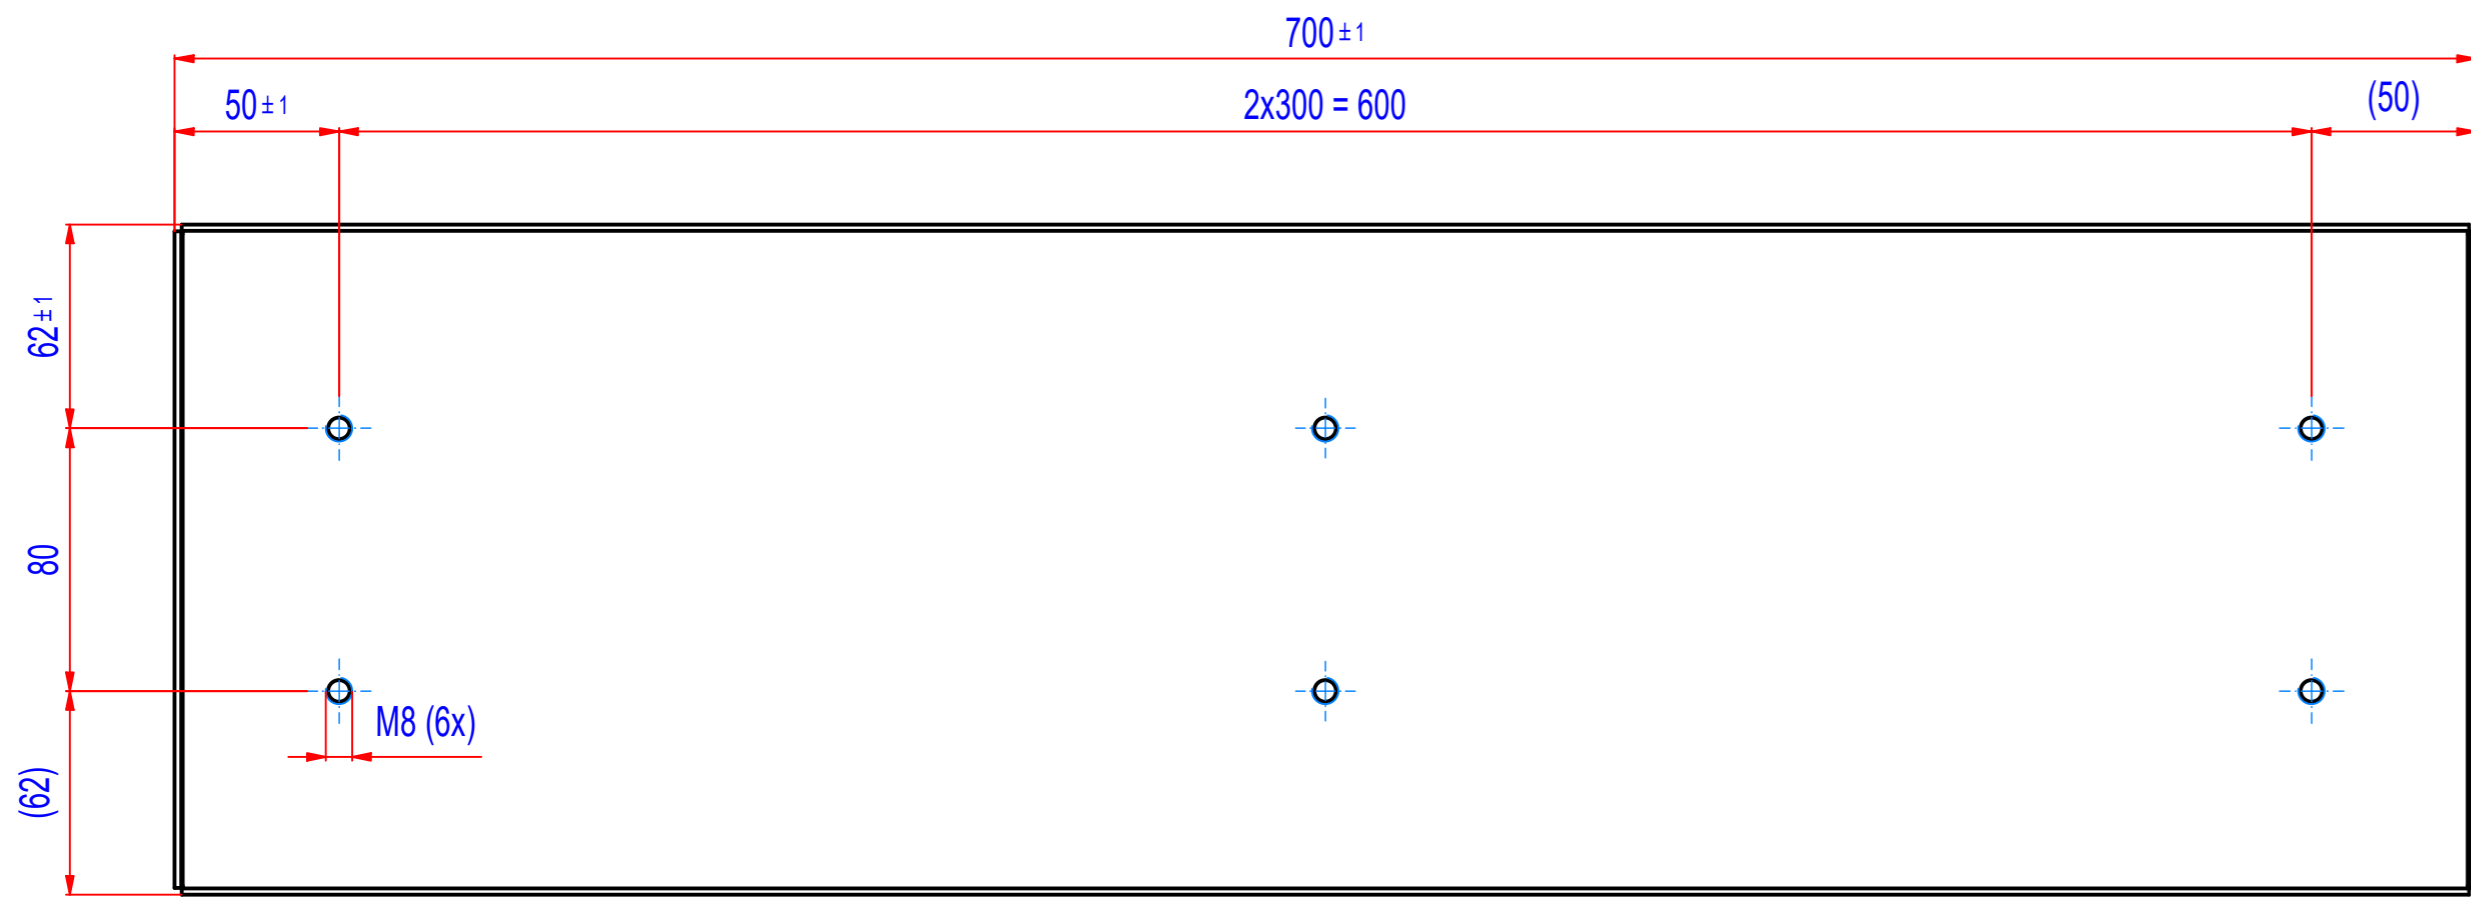 700 ± 1
50 ± 1
2x300 = 600
(50)
62 ± 1
80
M8 (6x)
(62)